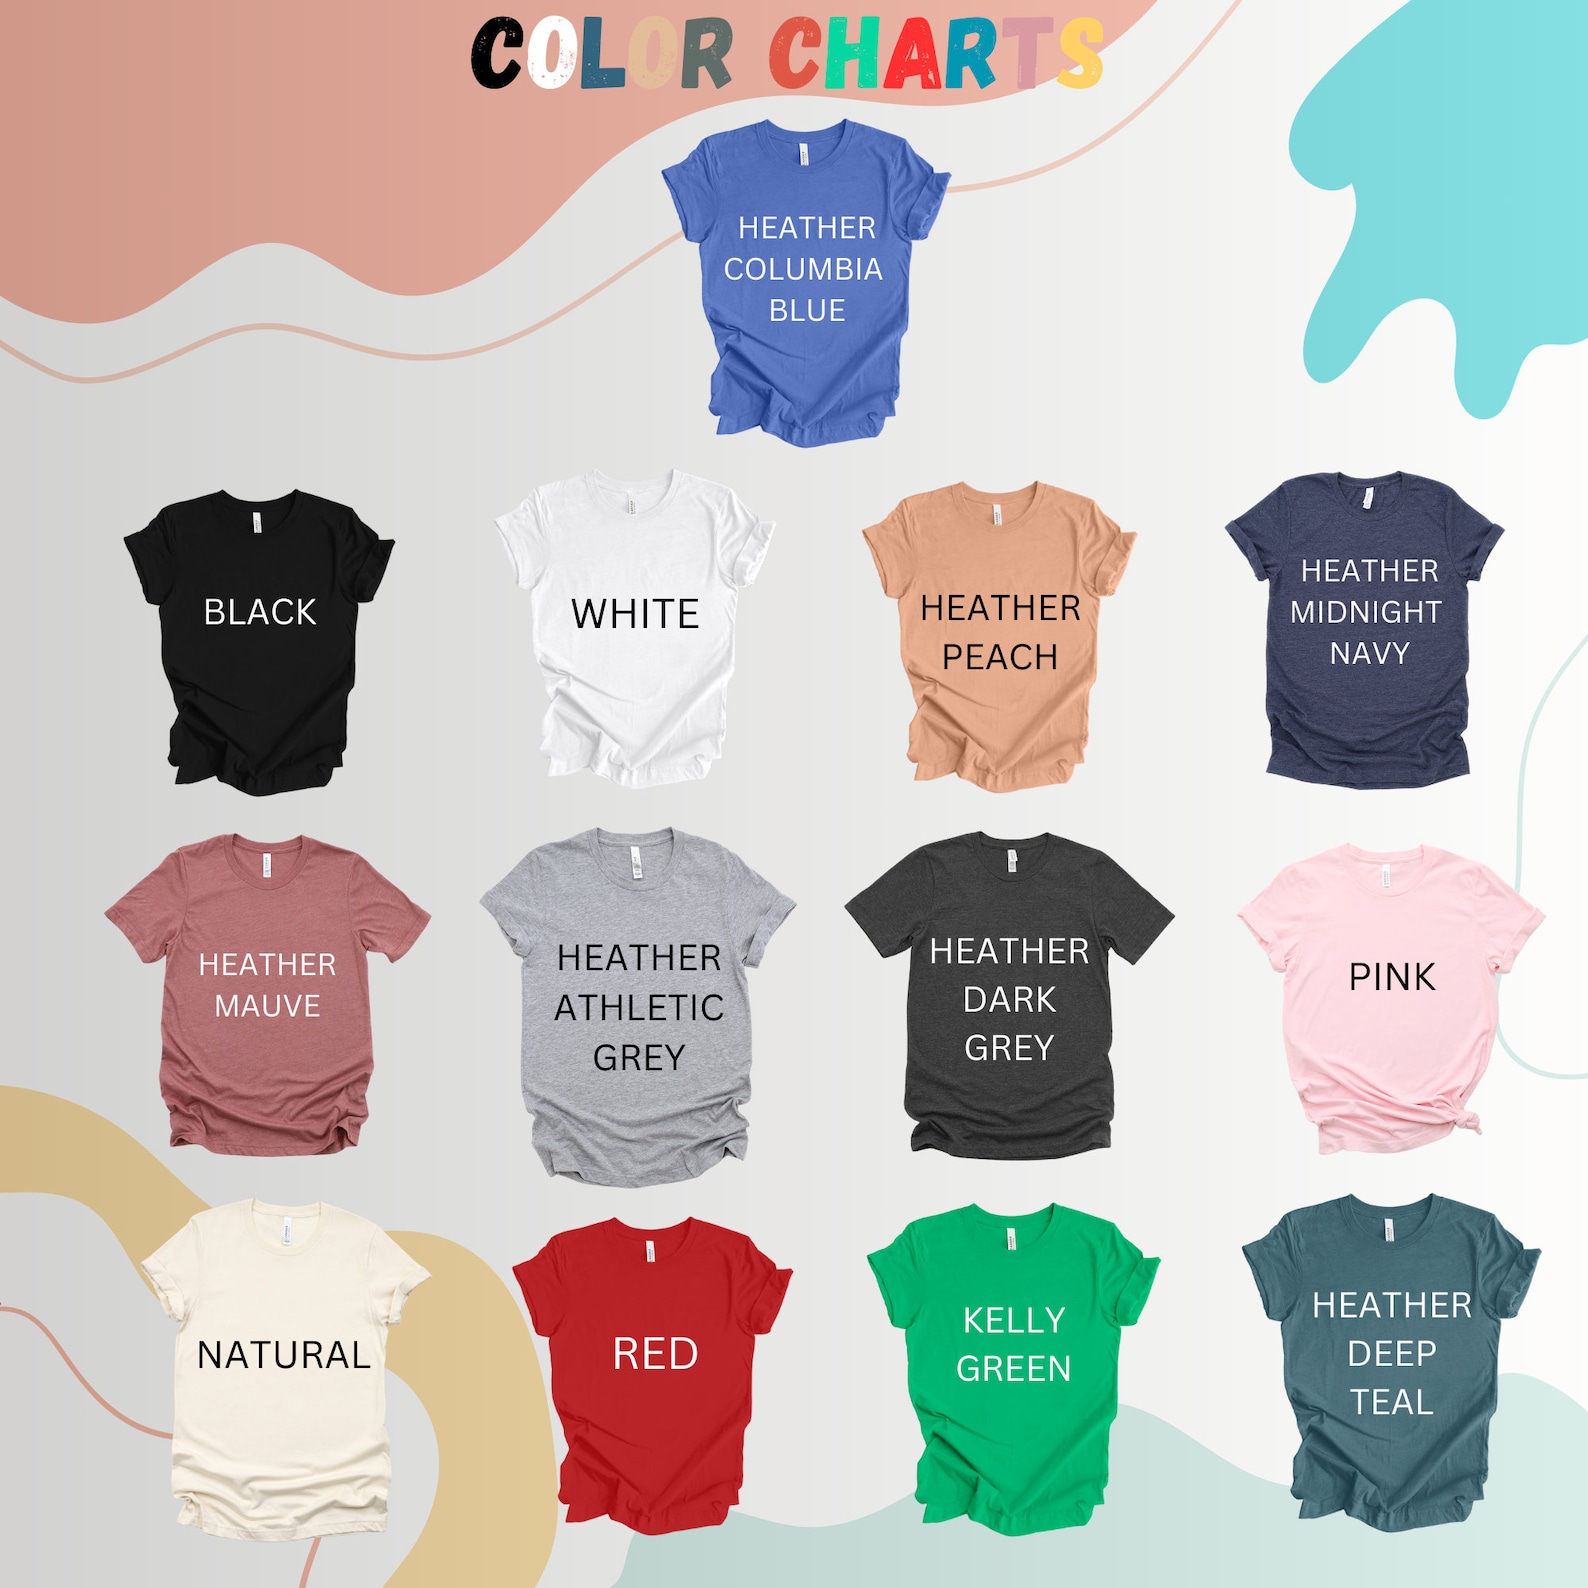 COLOR CHARTS
HEATHER
COLUMBIA
BLUE
BLACK
WHITE
HEATHER
PEACH
HEATHER
MIDNIGHT
NAVY
HEATHER
MAUVE
HEATHER
ATHLETIC
GREY
HEATHER
DARK
GREY
PINK
NATURAL
RED
KELLY
GREEN
HEATHER
DEEP
TEAL